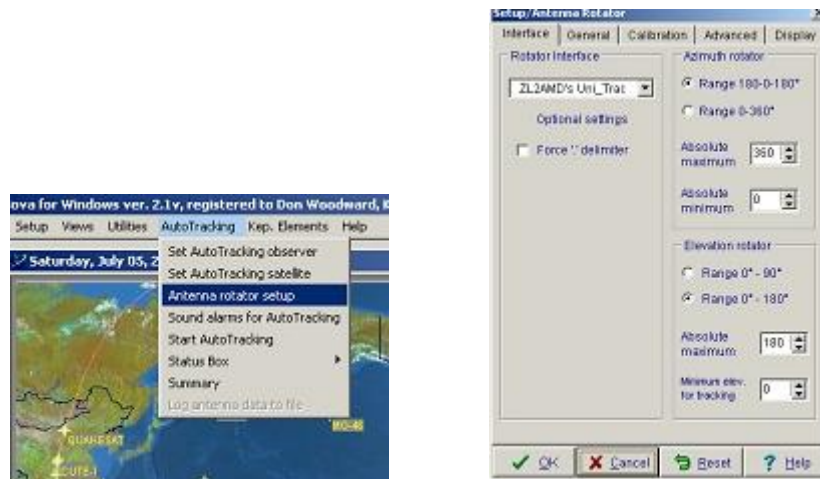 ova for Windows ver. 2.1v, registered to Don Woodward, K
Setup Views Utilities AutoTracking Kep. Elements Help
Saturday, July 05, 2
Set AutoTracking observer
Set AutoTracking satellite
Antenna rotator setup
Sound alarms for AutoTracking
Start AutoTracking
Status Box
Summary
Log antenna data to file
QUAKESAT
CUTE-I
MO-46
Setup/Antenna Rotator
Interface General Calibration Advanced Display
Rotator interface
ZL2AMD's Uni_Trac
Optional settings
Force '.' delimiter
Azimuth rotator
Range 180-0-180°
Range 0-360°
Absolute
maximum 360
Absolute
minimum 0
Elevation rotator
Range 0° - 90°
Range 0° - 180°
Absolute
maximum 180
Minimum elev.
for tracking 0
OK Cancel Reset ? Help